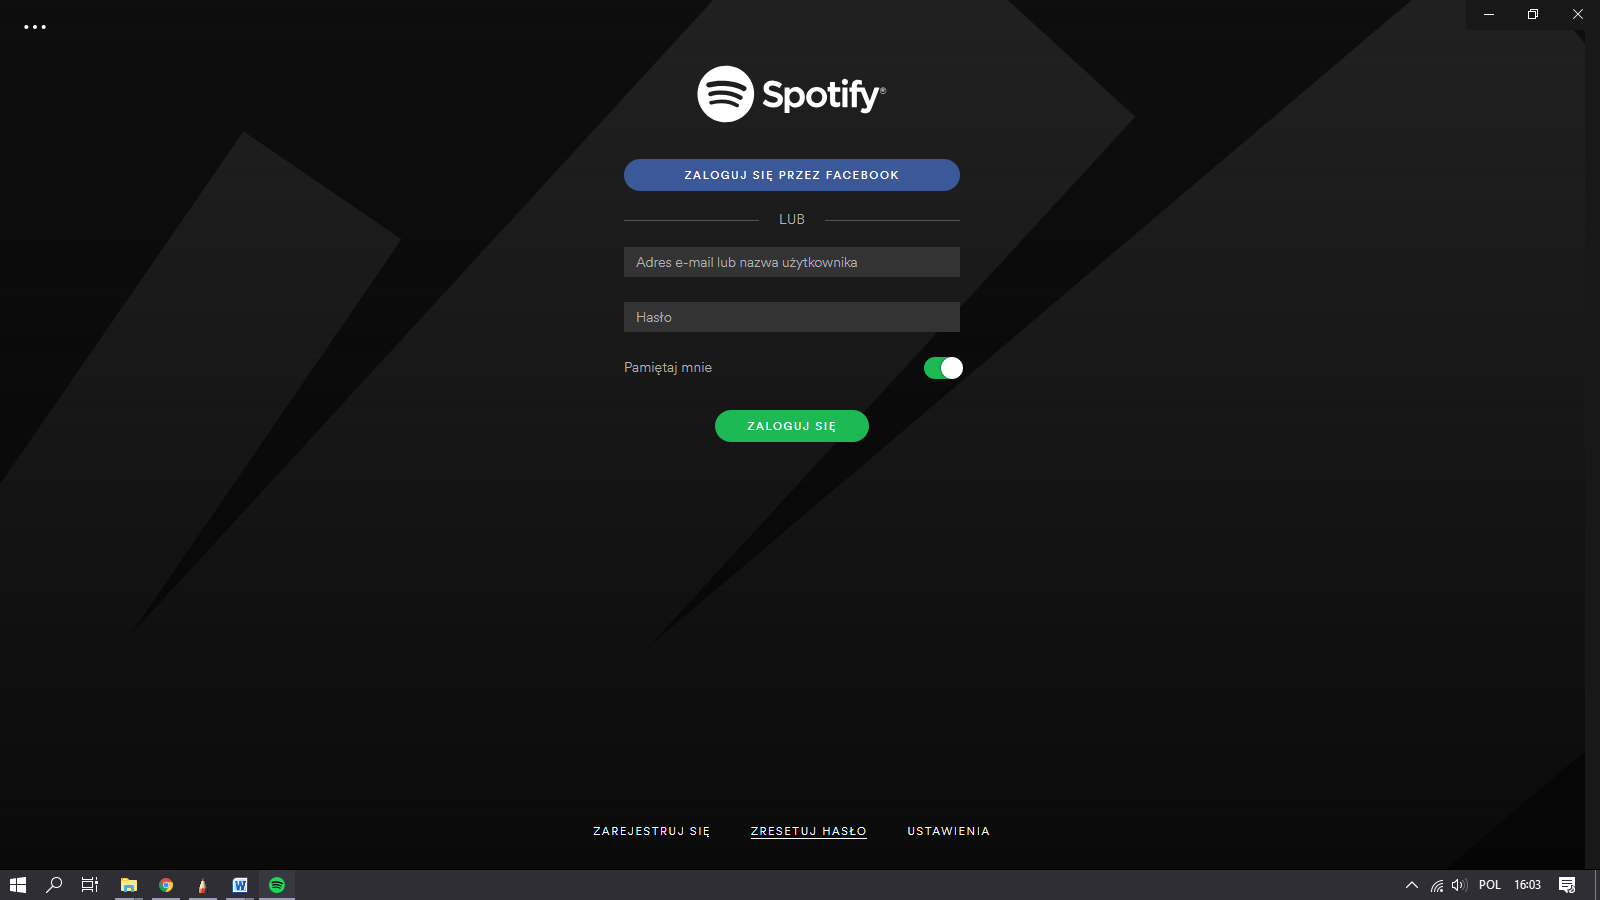 Spotify®
ZALOGUJ SIĘ PRZEZ FACEBOOK
LUB
Adres e-mail lub nazwa użytkownika
Hasło
Pamiętaj mnie
ZALOGUJ SIĘ
ZAREJESTRUJ SIĘ ZRESETUJ HASŁO USTAWIENIA
W POL 16:03